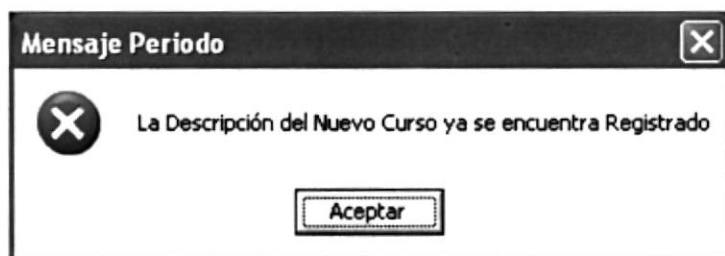 Mensaje Periodo
La Descripción del Nuevo Curso ya se encuentra Registrado
Aceptar